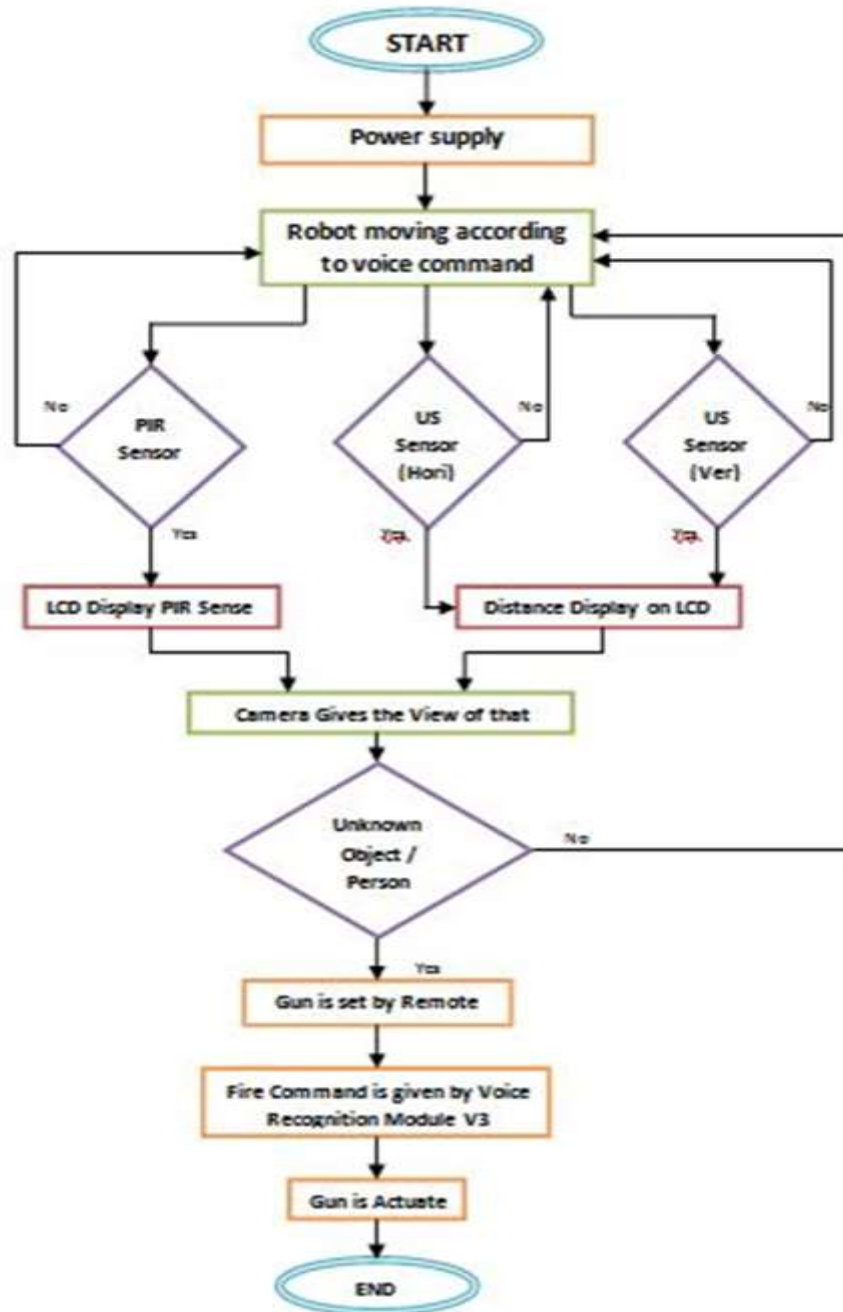 START
Power supply
Robot moving according
to voice command
No
PIR
Sensor
Yes
US
Sensor
(Hori)
No
Yes
US
Sensor
(Ver)
No
Yes
LCD Display PIR Sense
Distance Display on LCD
Camera Gives the View of that
Unknown
Object /
Person
No
Yes
Gun is set by Remote
Fire Command is given by Voice
Recognition Module V3
Gun is Actuate
END